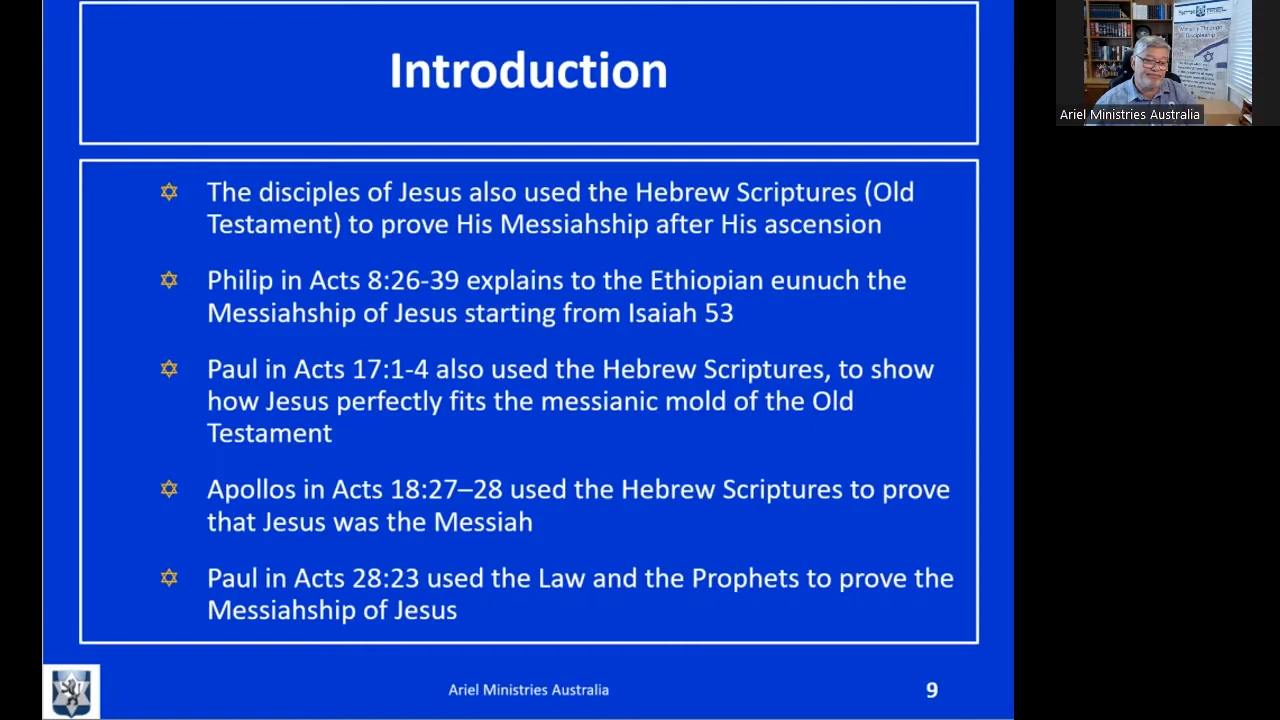 Introduction
The disciples of Jesus also used the Hebrew Scriptures (Old
Testament) to prove His Messiahship after His ascension
Philip in Acts 8:26-39 explains to the Ethiopian eunuch the
Messiahship of Jesus starting from Isaiah 53
Paul in Acts 17:1-4 also used the Hebrew Scriptures, to show
how Jesus perfectly fits the messianic mold of the Old
Testament
Apollos in Acts 18:27–28 used the Hebrew Scriptures to prove
that Jesus was the Messiah
Paul in Acts 28:23 used the Law and the Prophets to prove the
Messiahship of Jesus
Ariel Ministries Australia
9
Ministry Through
Discipleship
Ariel Ministries Australia